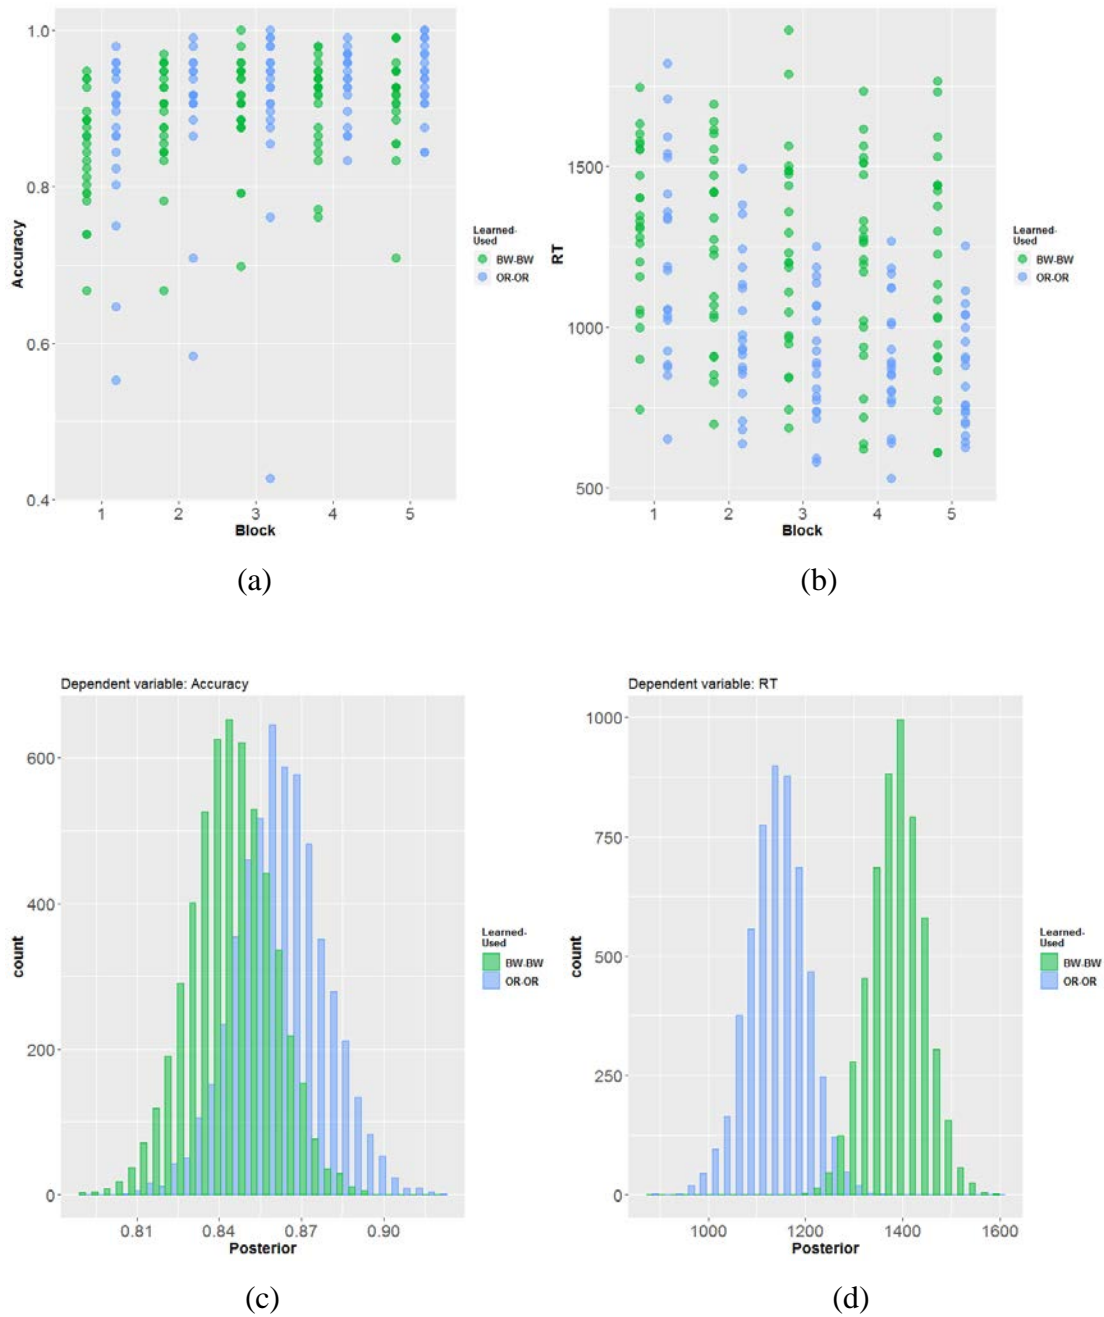 1.0
0.8
0.6
0.4
Accuracy
1 2 3 4 5
Block
Learned-
Used
BW-BW
OR-OR
(a)
1500
1000
500
RT
1 2 3 4 5
Block
Learned-
Used
BW-BW
OR-OR
(b)
Dependent variable: Accuracy
600
400
200
0
count
0.81 0.84 0.87 0.90
Posterior
Learned-
Used
BW-BW
OR-OR
(c)
Dependent variable: RT
1000
750
500
250
0
count
1000 1200 1400 1600
Posterior
Learned-
Used
BW-BW
OR-OR
(d)